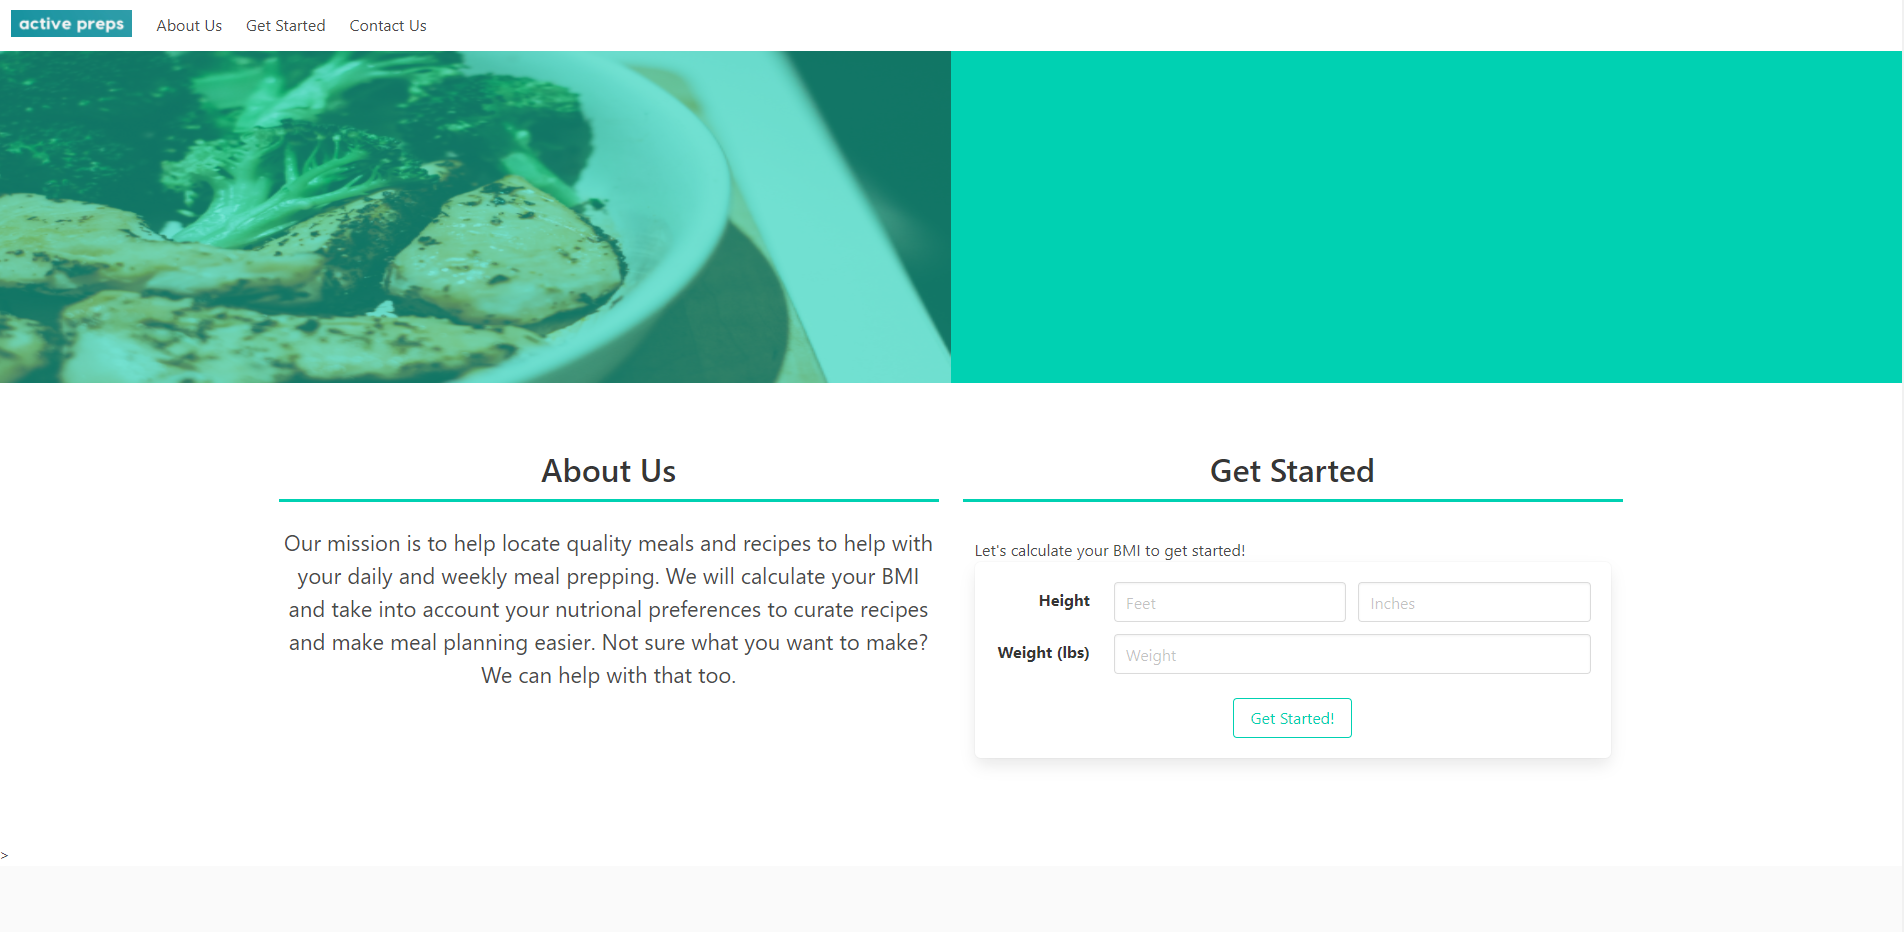 active preps
About Us
Get Started
Contact Us
About Us
Our mission is to help locate quality meals and recipes to help with
your daily and weekly meal prepping. We will calculate your BMI
and take into account your nutrional preferences to curate recipes
and make meal planning easier. Not sure what you want to make?
We can help with that too.
Get Started
Let's calculate your BMI to get started!
Height
Feet
Inches
Weight (lbs)
Weight
Get Started!
>